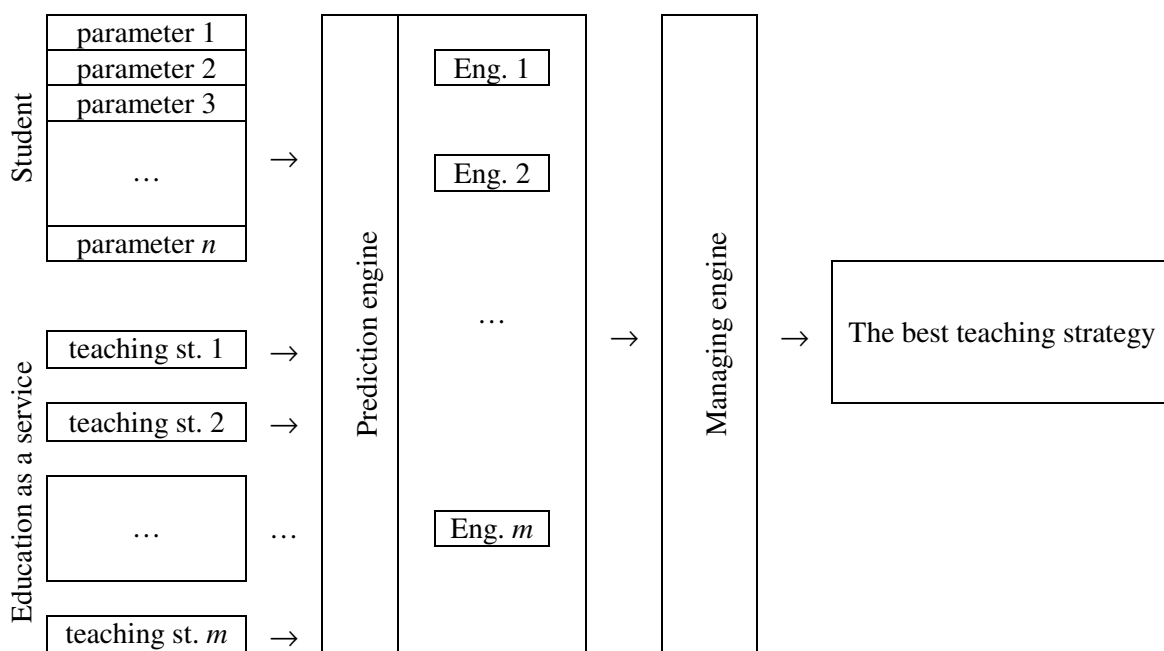 Student
parameter 1
parameter 2
parameter 3
…
parameter n
→
Education as a service
teaching st. 1
→
teaching st. 2
→
…
…
teaching st. m
→
Prediction engine
Eng. 1
Eng. 2
…
Eng. m
→
Managing engine
→
The best teaching strategy